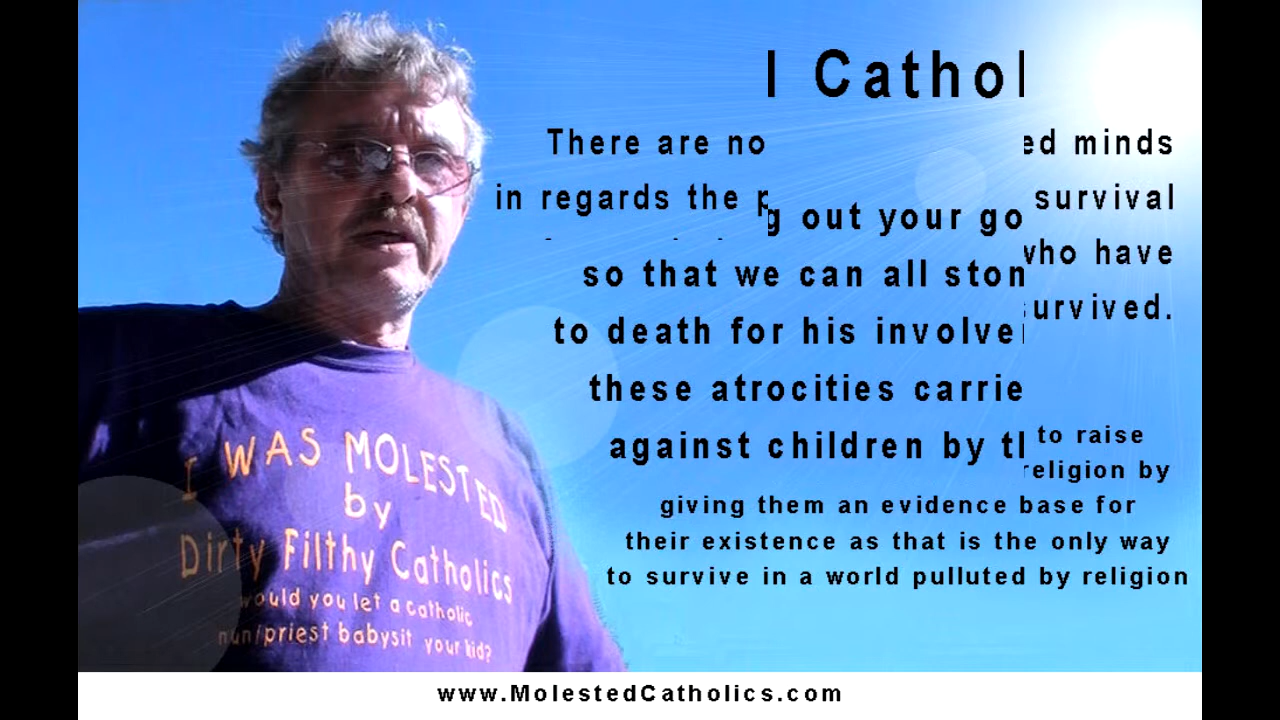 I Cathol
There are no ed minds
in regards the survival
g out your go
who have
so that we can all ston
survived.
to death for his involve
these atrocities carrie
to raise
against children by
religion by
giving them an evidence base for
their existence as that is the only way
to survive in a world polluted by religion
I WAS MOLESTED
by
Dirty Filthy Catholics
would you let a catholic
nun/priest babysit your kid?
www.MolestedCatholics.com